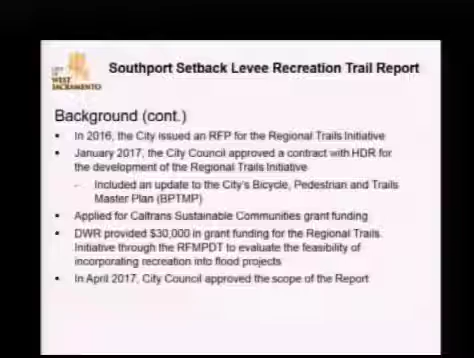 Southport Setback Levee Recreation Trail Report
CITY
OF
WEST
SACRAMENTO
Background (cont.)
• In 2016, the City issued an RFP for the Regional Trails Initiative
• January 2017, the City Council approved a contract with HDR for
the development of the Regional Trails Initiative
- Included an update to the City's Bicycle, Pedestrian and Trails
Master Plan (BPTMP)
• Applied for Caltrans Sustainable Communities grant funding
• DWR provided $30,000 in grant funding for the Regional Trails
Initiative through the RFMPDT to evaluate the feasibility of
incorporating recreation into flood projects
• In April 2017, City Council approved the scope of the Report